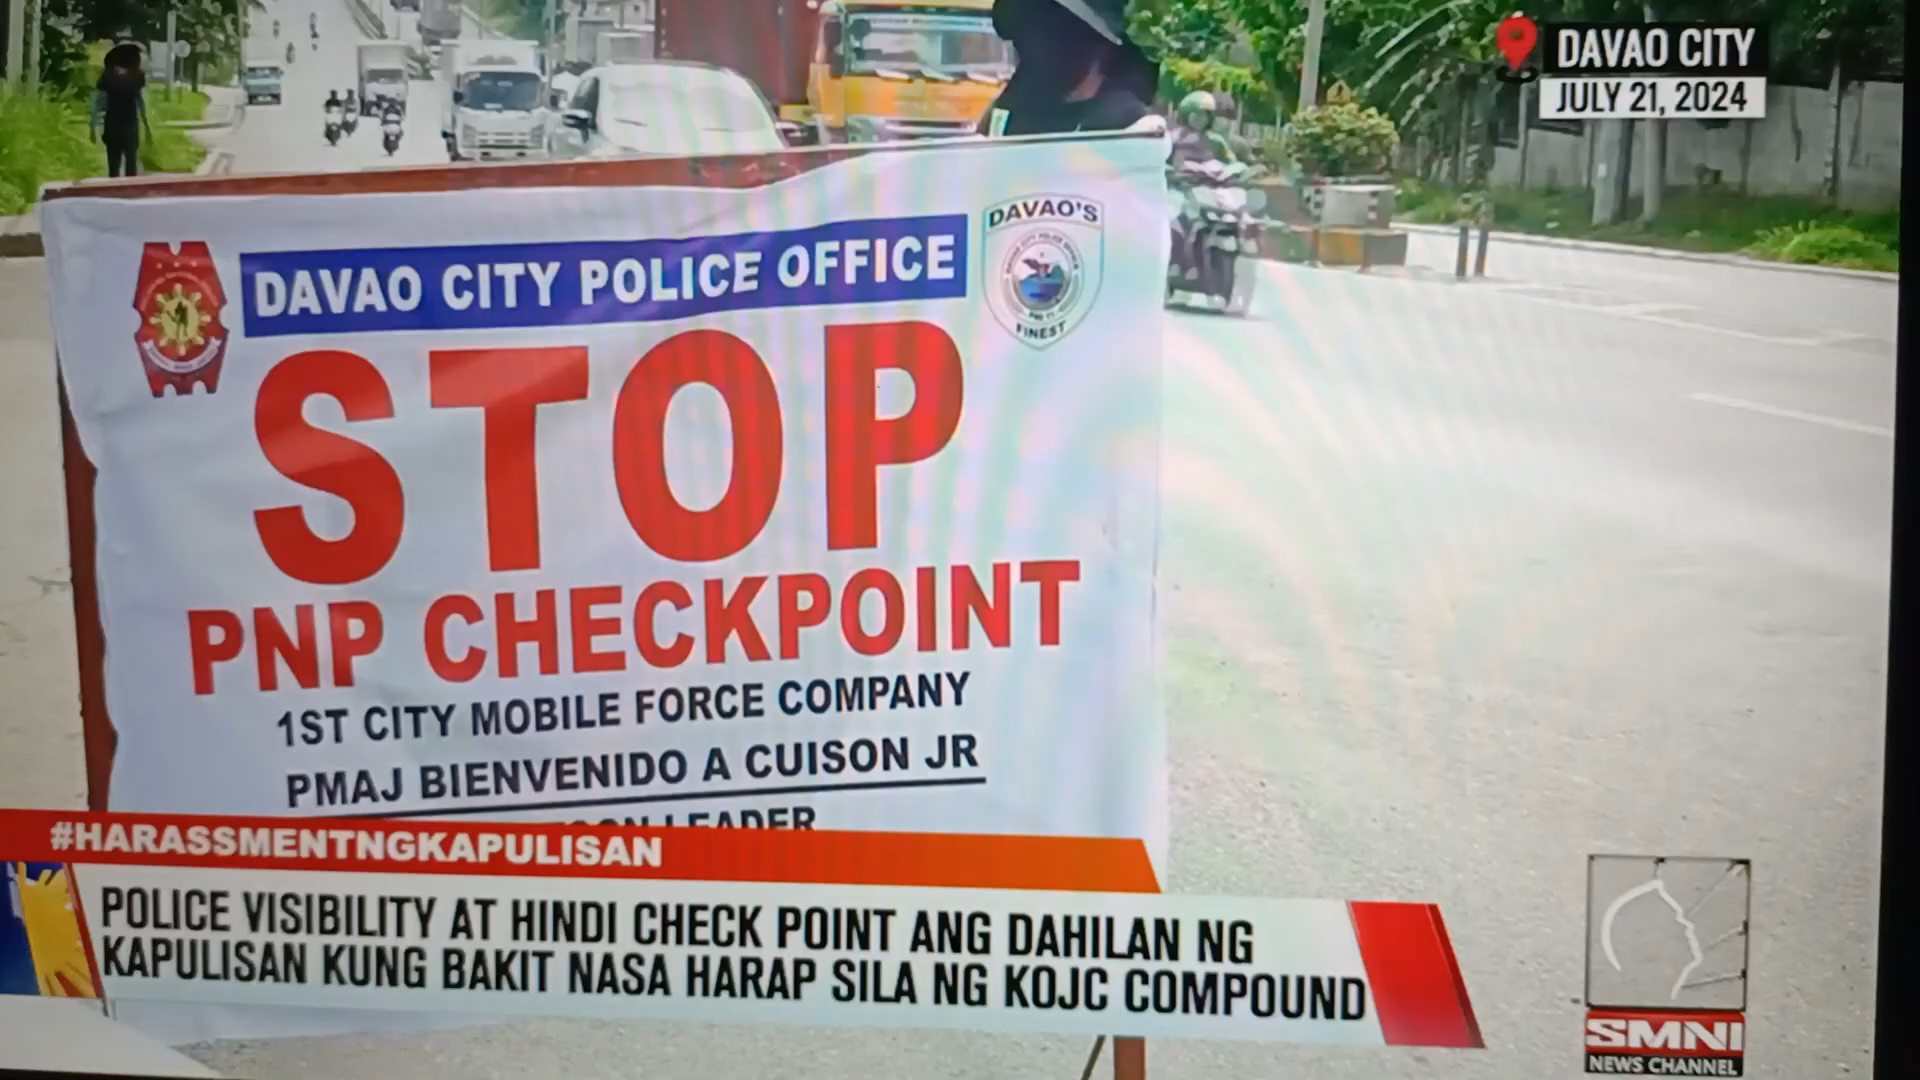 DAVAO CITY
JULY 21, 2024
DAVAO CITY POLICE OFFICE
DAVAO'S
FINEST
STOP
PNP CHECKPOINT
1ST CITY MOBILE FORCE COMPANY
PMAJ BIENVENIDO A CUISON JR
LEADER
#HARASSMENTNGKAPULISAN
POLICE VISIBILITY AT HINDI CHECK POINT ANG DAHILAN NG
KAPULISAN KUNG BAKIT NASA HARAP SILA NG KOJC COMPOUND
SMNI
NEWS CHANNEL